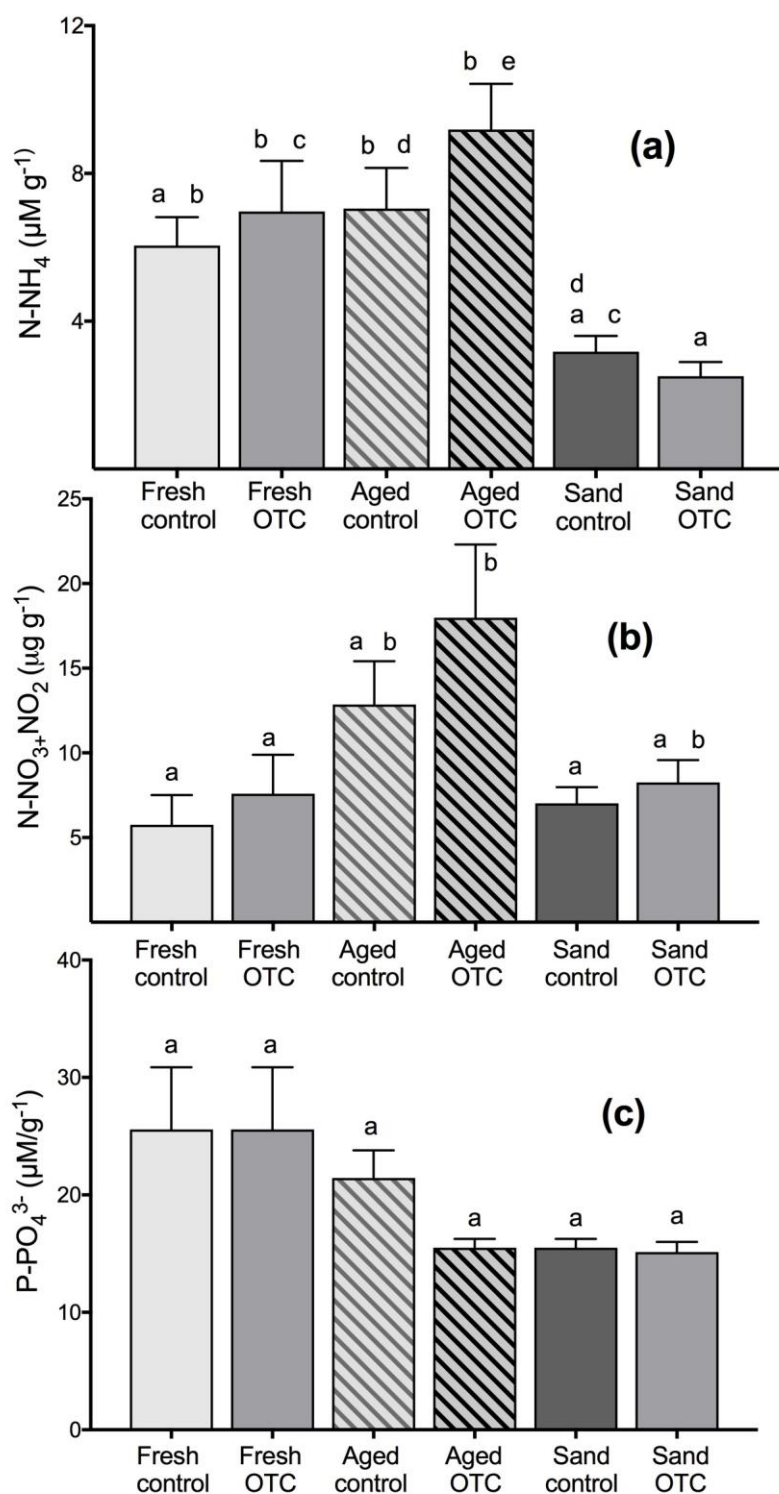 12
8
4
N-NH4 (µM g-1)
(a)
a b
b c
b d
b e
d
a c
a
Fresh control
Fresh OTC
Aged control
Aged OTC
Sand control
Sand OTC
25
20
15
10
5
N-NO3+NO2 (µg g-1)
(b)
a
a
a b
b
a
a b
Fresh control
Fresh OTC
Aged control
Aged OTC
Sand control
Sand OTC
40
30
20
10
0
P-PO4 3- (µM/g-1)
(c)
a
a
a
a
a
a
Fresh control
Fresh OTC
Aged control
Aged OTC
Sand control
Sand OTC